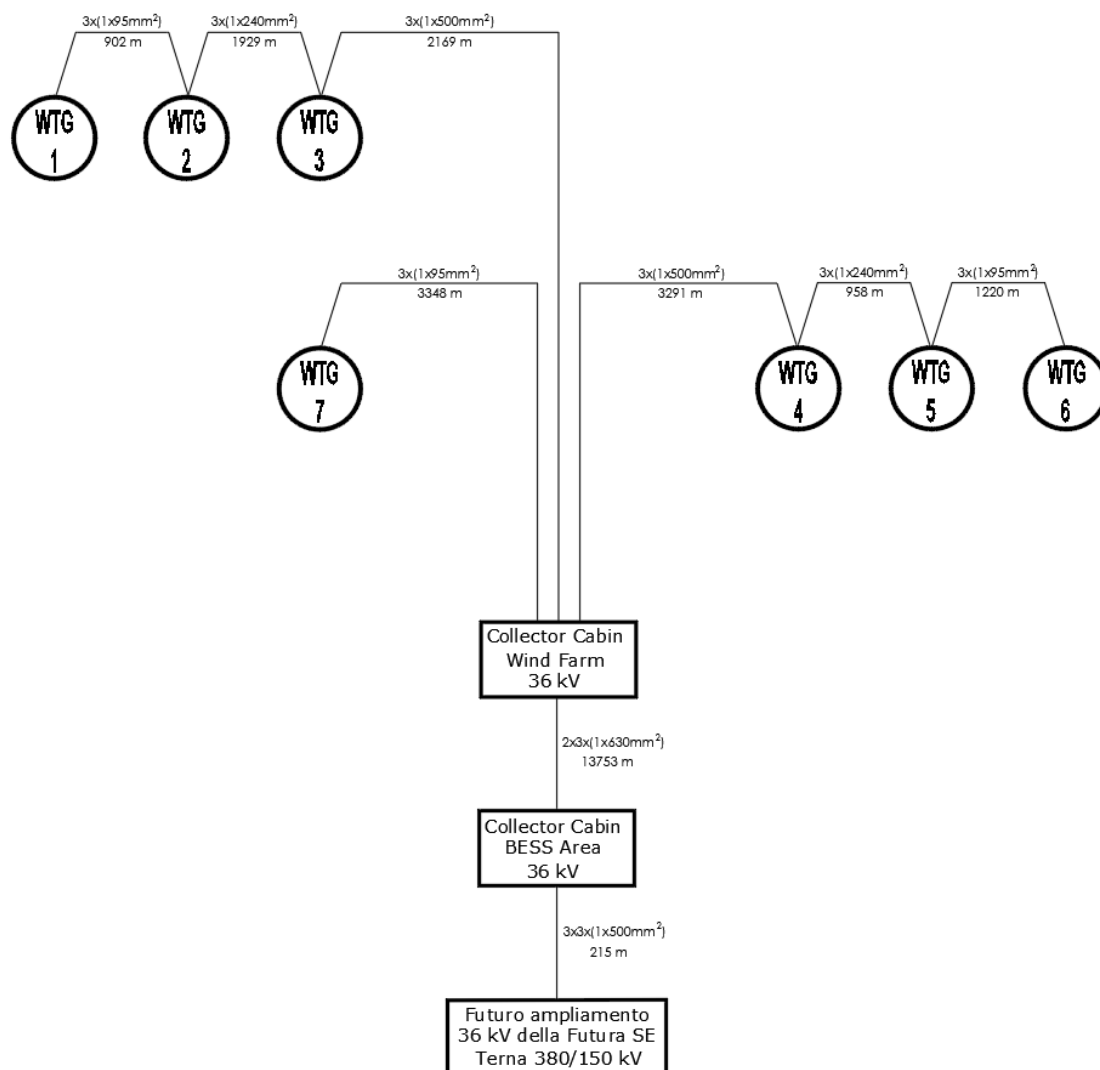 3x(1x95mm²)
902 m
3x(1x240mm²)
1929 m
3x(1x500mm²)
2169 m
WTG
1
WTG
2
WTG
3
3x(1x95mm²)
3348 m
3x(1x500mm²)
3291 m
3x(1x240mm²)
958 m
3x(1x95mm²)
1220 m
WTG
7
WTG
4
WTG
5
WTG
6
Collector Cabin
Wind Farm
36 kV
2x3x(1x630mm²)
13753 m
Collector Cabin
BESS Area
36 kV
3x3x(1x500mm²)
215 m
Futuro ampliamento
36 kV della Futura SE
Terna 380/150 kV